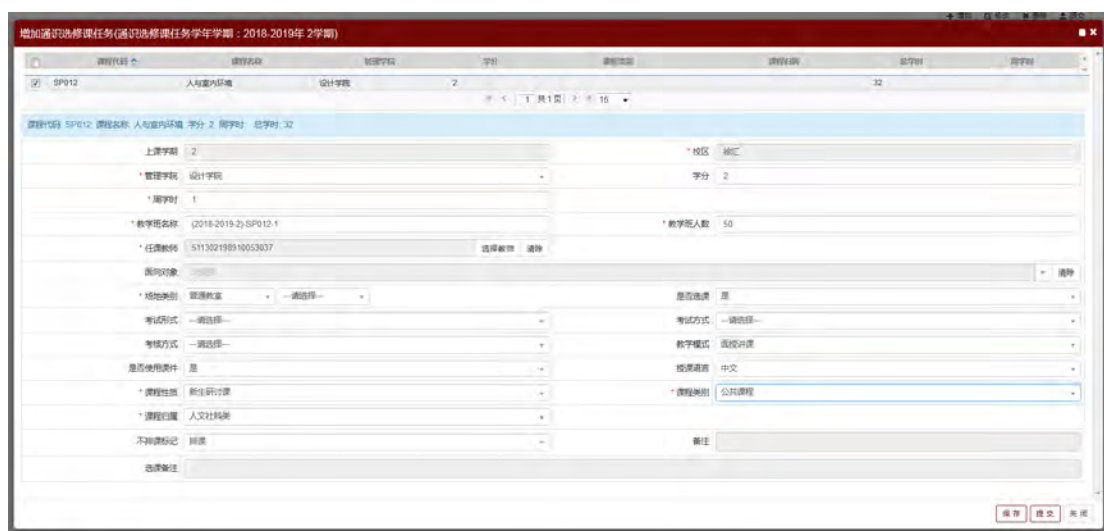 增加 修改 删除 提交
增加通识选修课任务(通识选修课任务学年学期：2018-2019年 2学期)
课程代码 课程名称 管理学院 学分 课程类别 课程归属 总学时 周学时
SP012 人与室内环境 设计学院 2 32
1 共1页 15
课程代码 SP012 课程名称: 人与室内环境 学分 2 周学时 总学时: 32
上课学期 2 * 校区
* 管理学院 设计学院 学分 2
* 周学时 1
* 教学班名称 (2018-2019-2)-SP012-1 * 教学班人数 50
* 任课教师 511302198910053037 选择教师 清除
面向对象 清除
* 场地类别 普通教室 ---请选择--- 是否选课 是
考试形式 ---请选择--- 考试方式 ---请选择---
考核方式 ---请选择--- 教学模式 面授讲课
是否使用课件 是 授课语言 中文
* 课程性质 新生研讨课 * 课程类别 公共课程
* 课程归属 人文社科类
不排课标记 排课 备注
选课备注
保存 提交 关闭